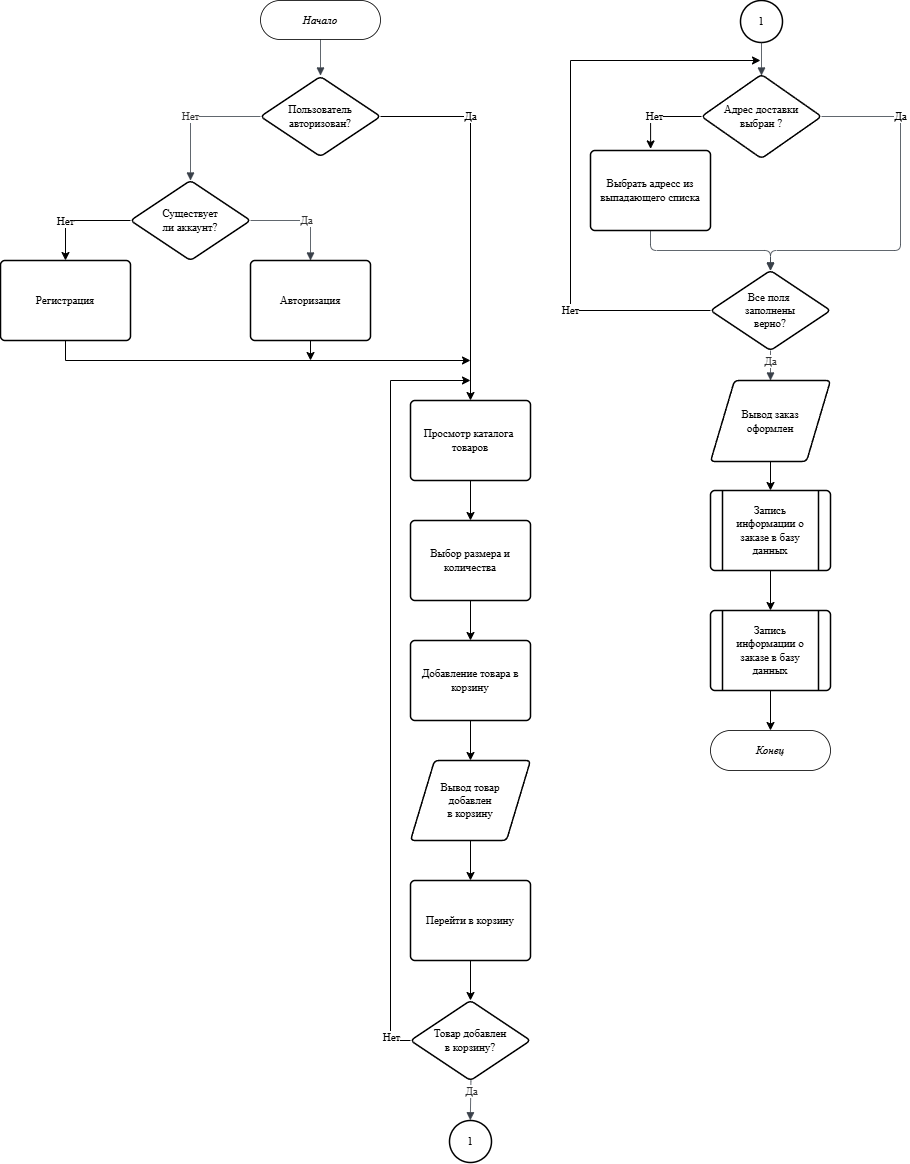 Начало
Пользователь
авторизован?
Нет
Да
Существует
ли аккаунт?
Нет
Да
Регистрация
Авторизация
Просмотр каталога
товаров
Выбор размера и
количества
Добавление товара в
корзину
Вывод товар
добавлен
в корзину
Перейти в корзину
Товар добавлен
в корзину?
Нет
Да
1
1
Адрес доставки
выбран ?
Нет
Да
Выбрать адресс из
выпадающего списка
Все поля
заполнены
верно?
Нет
Да
Вывод заказ
оформлен
Запись
информации о
заказе в базу
данных
Запись
информации о
заказе в базу
данных
Конец